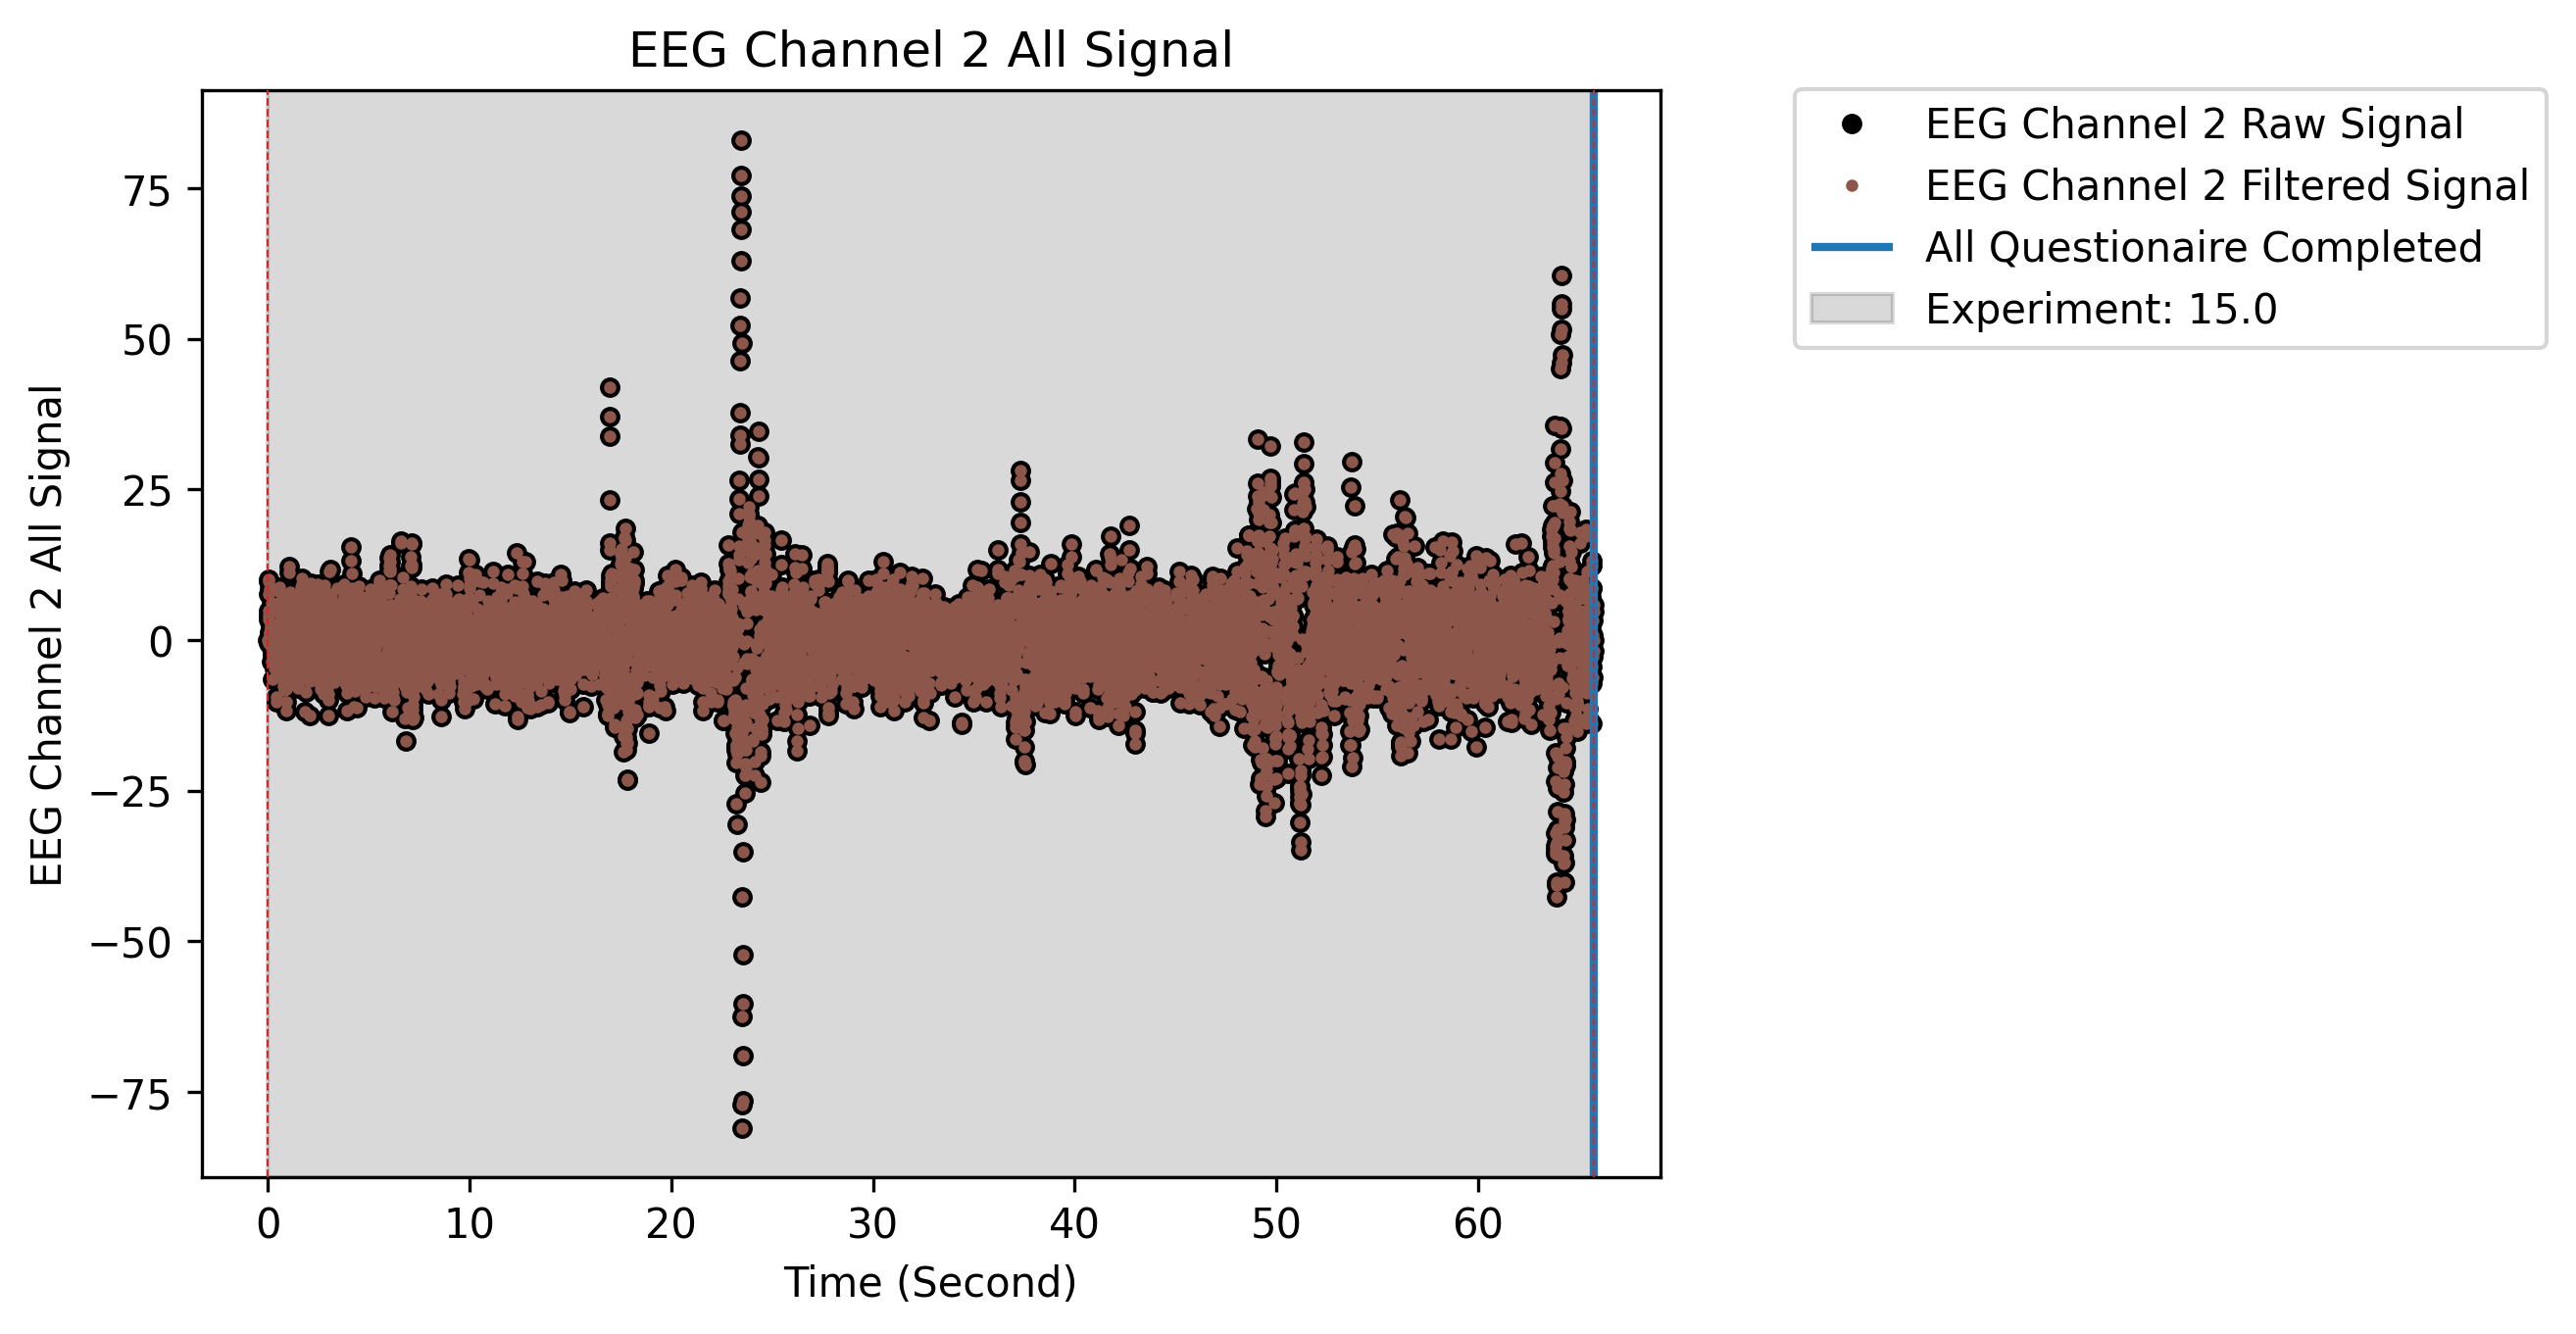 EEG Channel 2 All Signal
EEG Channel 2 All Signal
75
50
25
0
−25
−50
−75
0 10 20 30 40 50 60
Time (Second)
EEG Channel 2 Raw Signal
EEG Channel 2 Filtered Signal
All Questionaire Completed
Experiment: 15.0